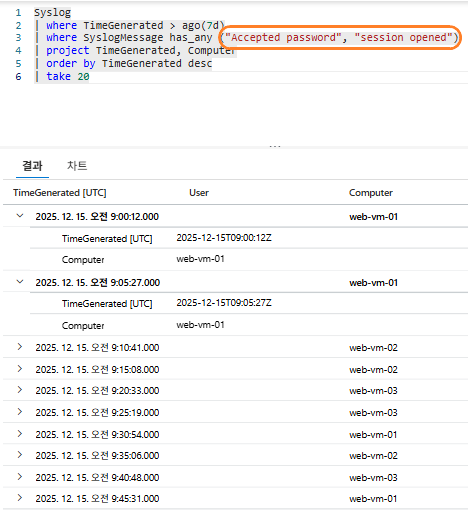 1 Syslog
2 | where TimeGenerated > ago(7d)
3 | where SyslogMessage has_any ("Accepted password", "session opened")
4 | project TimeGenerated, Computer
5 | order by TimeGenerated desc
6 | take 20
...
결과 차트
TimeGenerated [UTC] User Computer
2025. 12. 15. 오전 9:00:12.000 web-vm-01
TimeGenerated [UTC] 2025-12-15T09:00:12Z
Computer web-vm-01
2025. 12. 15. 오전 9:05:27.000 web-vm-01
TimeGenerated [UTC] 2025-12-15T09:05:27Z
Computer web-vm-01
2025. 12. 15. 오전 9:10:41.000 web-vm-02
2025. 12. 15. 오전 9:15:08.000 web-vm-02
2025. 12. 15. 오전 9:20:33.000 web-vm-03
2025. 12. 15. 오전 9:25:19.000 web-vm-03
2025. 12. 15. 오전 9:30:54.000 web-vm-01
2025. 12. 15. 오전 9:35:06.000 web-vm-02
2025. 12. 15. 오전 9:40:48.000 web-vm-03
2025. 12. 15. 오전 9:45:31.000 web-vm-01